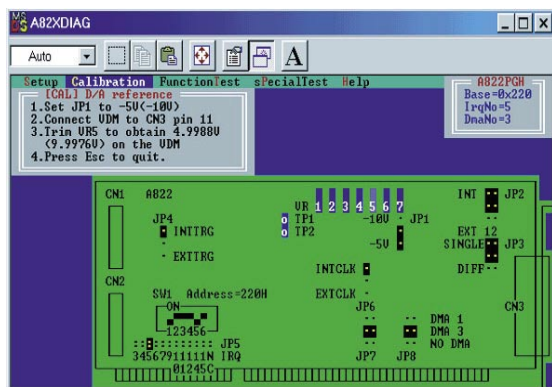 A82XDIAG
Auto
A
Setup Calibration FunctionTest sPecialTest Help
[CAL] D/A reference
1.Set JP1 to -5V(-10V)
2.Connect VDM to CN3 pin 11
3.Trim VR5 to obtain 4.9988V
(9.9976V) on the VDM
4.Press Esc to quit.
A822PGH
Base=0x220
IrqNo=5
DmaNo=3
CN1 A822
VR 1 2 3 4 5 6 7
INT JP2
JP4
TP1 -10V JP1
INTTRG
TP2
EXT 12
-5V
SINGLE JP3
EXTTRG
INTCLK
DIFF
CN2
SW1 Address=220H
EXTCLK
CN3
ON
JP6
DMA 1
123456
DMA 3
JP5
NO DMA
34567911111N IRQ
JP7 JP8
01245C